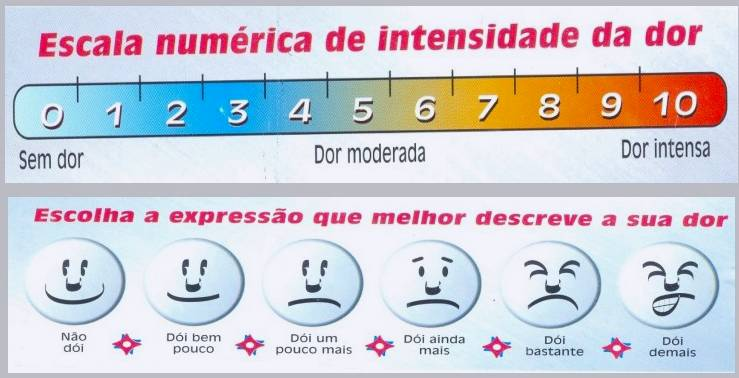 Escala numérica de intensidade da dor
0 1 2 3 4 5 6 7 8 9 10
Sem dor Dor moderada Dor intensa
Escolha a expressão que melhor descreve a sua dor
Não dói
Dói bem pouco
Dói um pouco mais
Dói ainda mais
Dói bastante
Dói demais